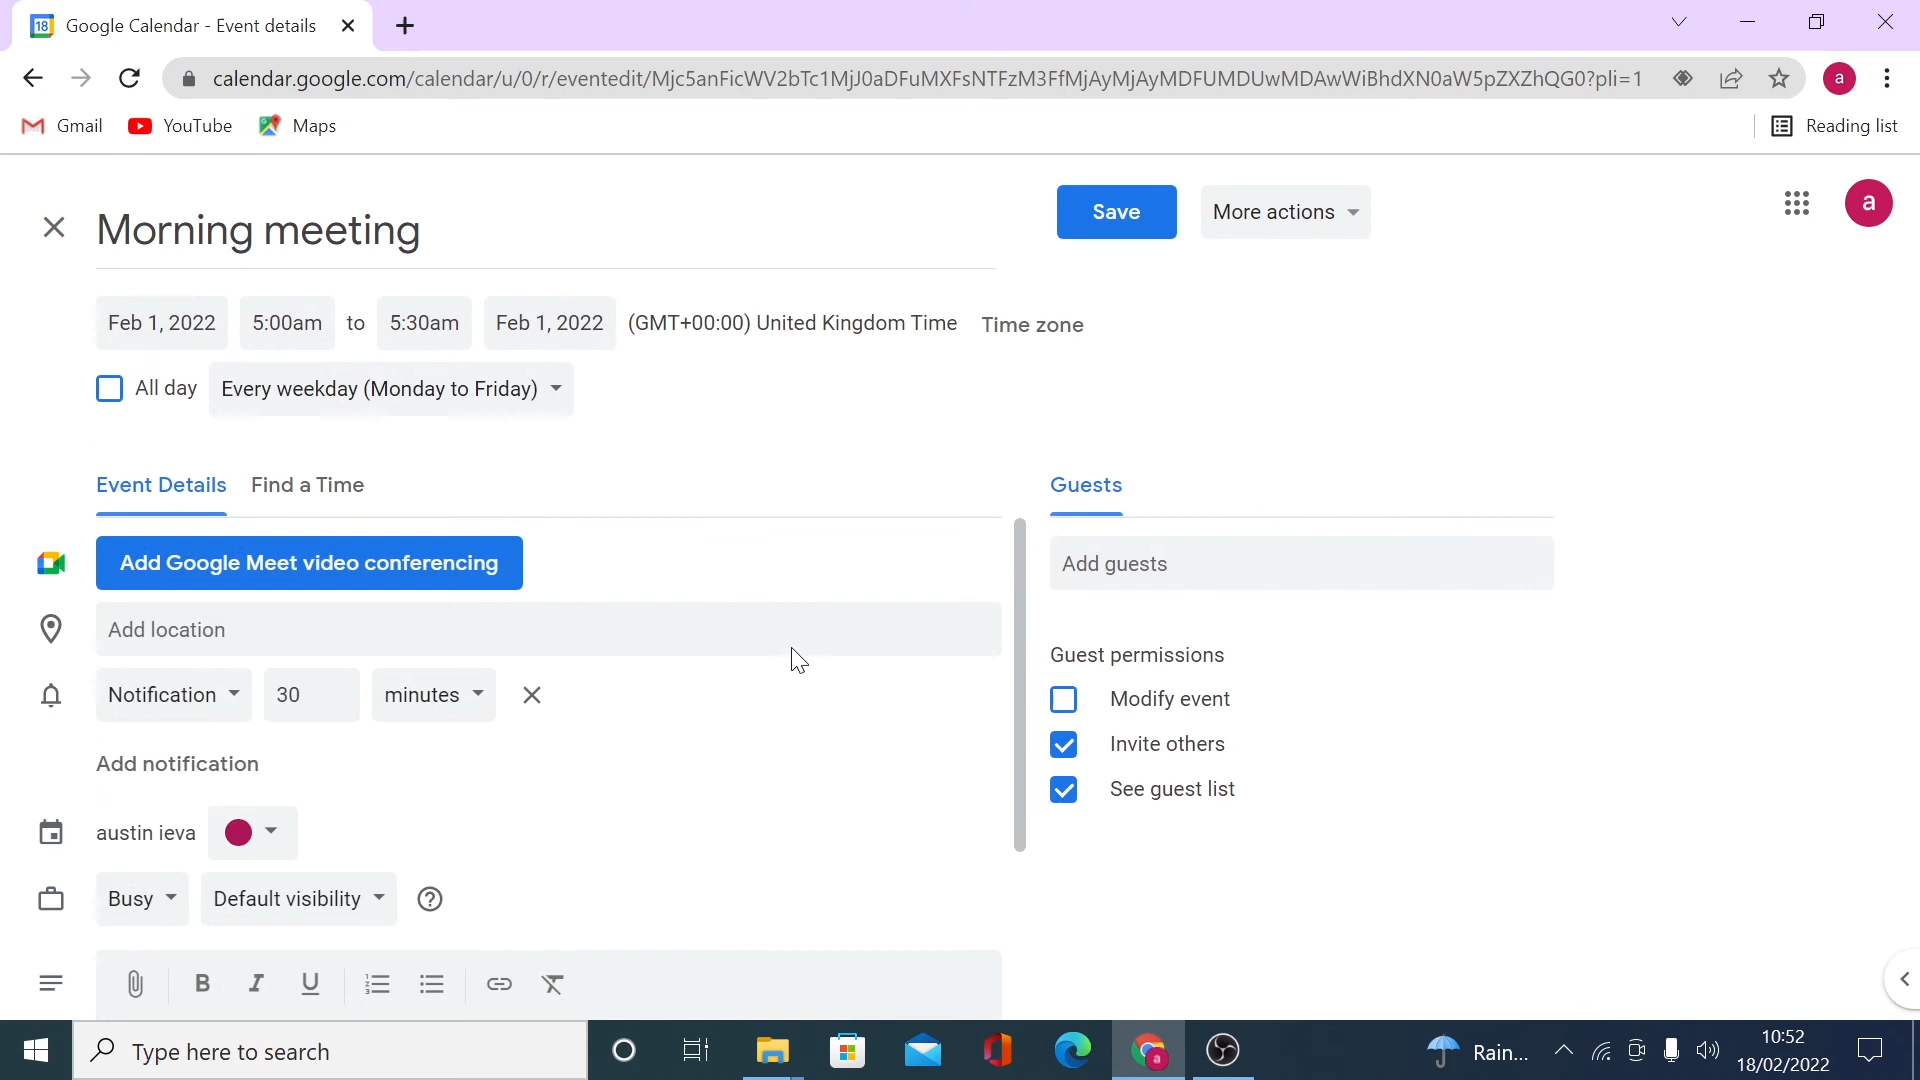 18 Google Calendar - Event details
calendar.google.com/calendar/u/0/r/eventedit/Mjc5anFicWV2bTc1MjJ0aDFuMXFsNTFzM3FfMjAyMjAyMDFUMDUwMDAwWiBhdXN0aW5pZXZhQG0?pli=1 a
Gmail YouTube Maps Reading list
Morning meeting Save More actions a
Feb 1, 2022 5:00am to 5:30am Feb 1, 2022 (GMT+00:00) United Kingdom Time Time zone
All day Every weekday (Monday to Friday)
Event Details Find a Time Guests
Add Google Meet video conferencing Add guests
Add location
Guest permissions
Notification 30 minutes Modify event
Invite others
Add notification
See guest list
austin ieva
Busy Default visibility ?
B I U
Type here to search a Rain... 10:52
18/02/2022